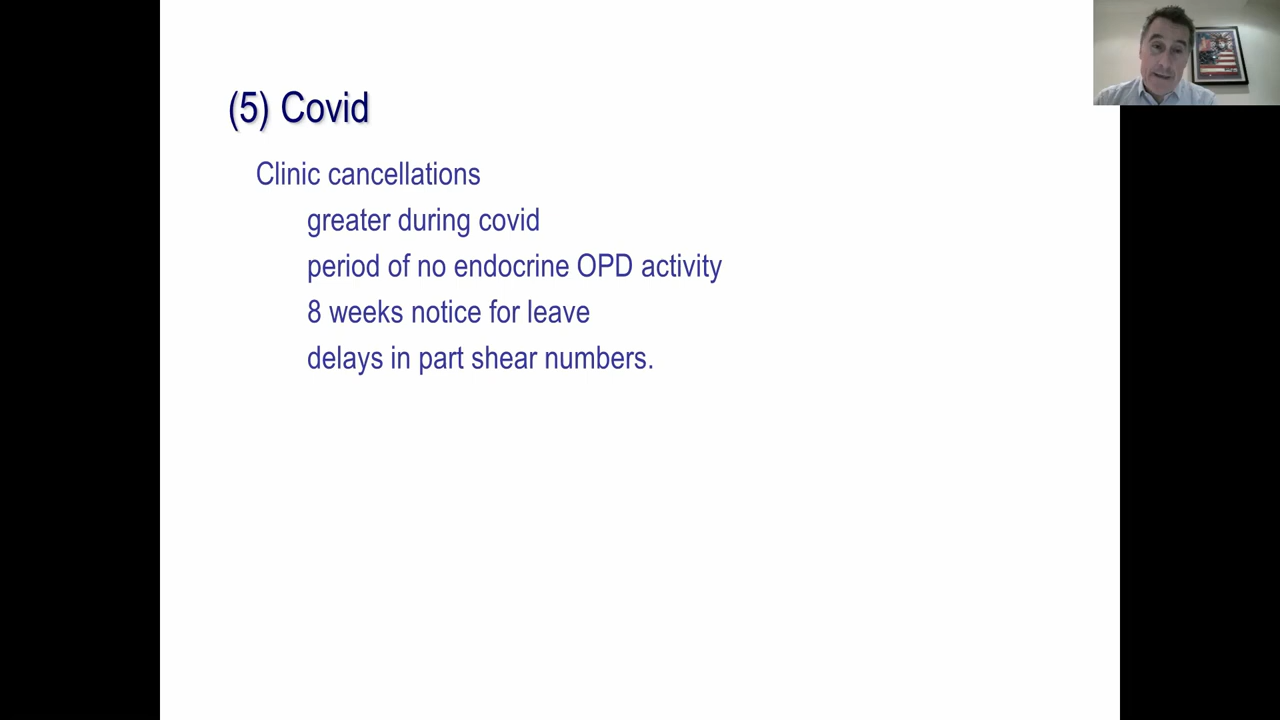 (5) Covid
Clinic cancellations
greater during covid
period of no endocrine OPD activity
8 weeks notice for leave
delays in part shear numbers.